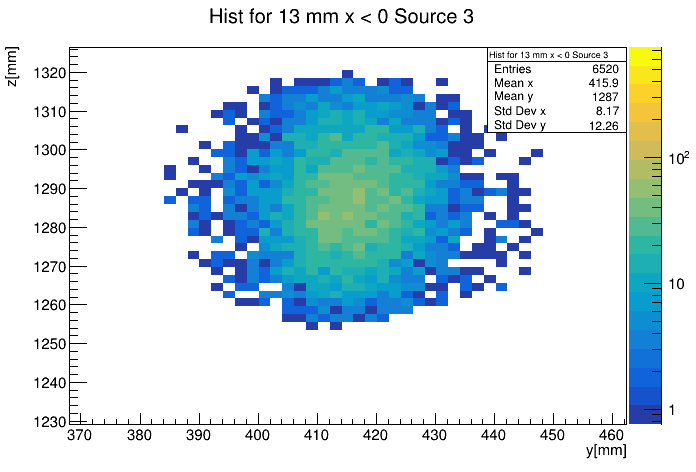 Hist for 13 mm x < 0 Source 3
z[mm]
Hist for 13 mm x < 0 Source 3
Entries 6520
Mean x 415.9
Mean y 1287
Std Dev x 8.17
Std Dev y 12.26
1320
1310
1300
1290
1280
1270
1260
1250
1240
1230
10²
10
1
370 380 390 400 410 420 430 440 450 460
y[mm]